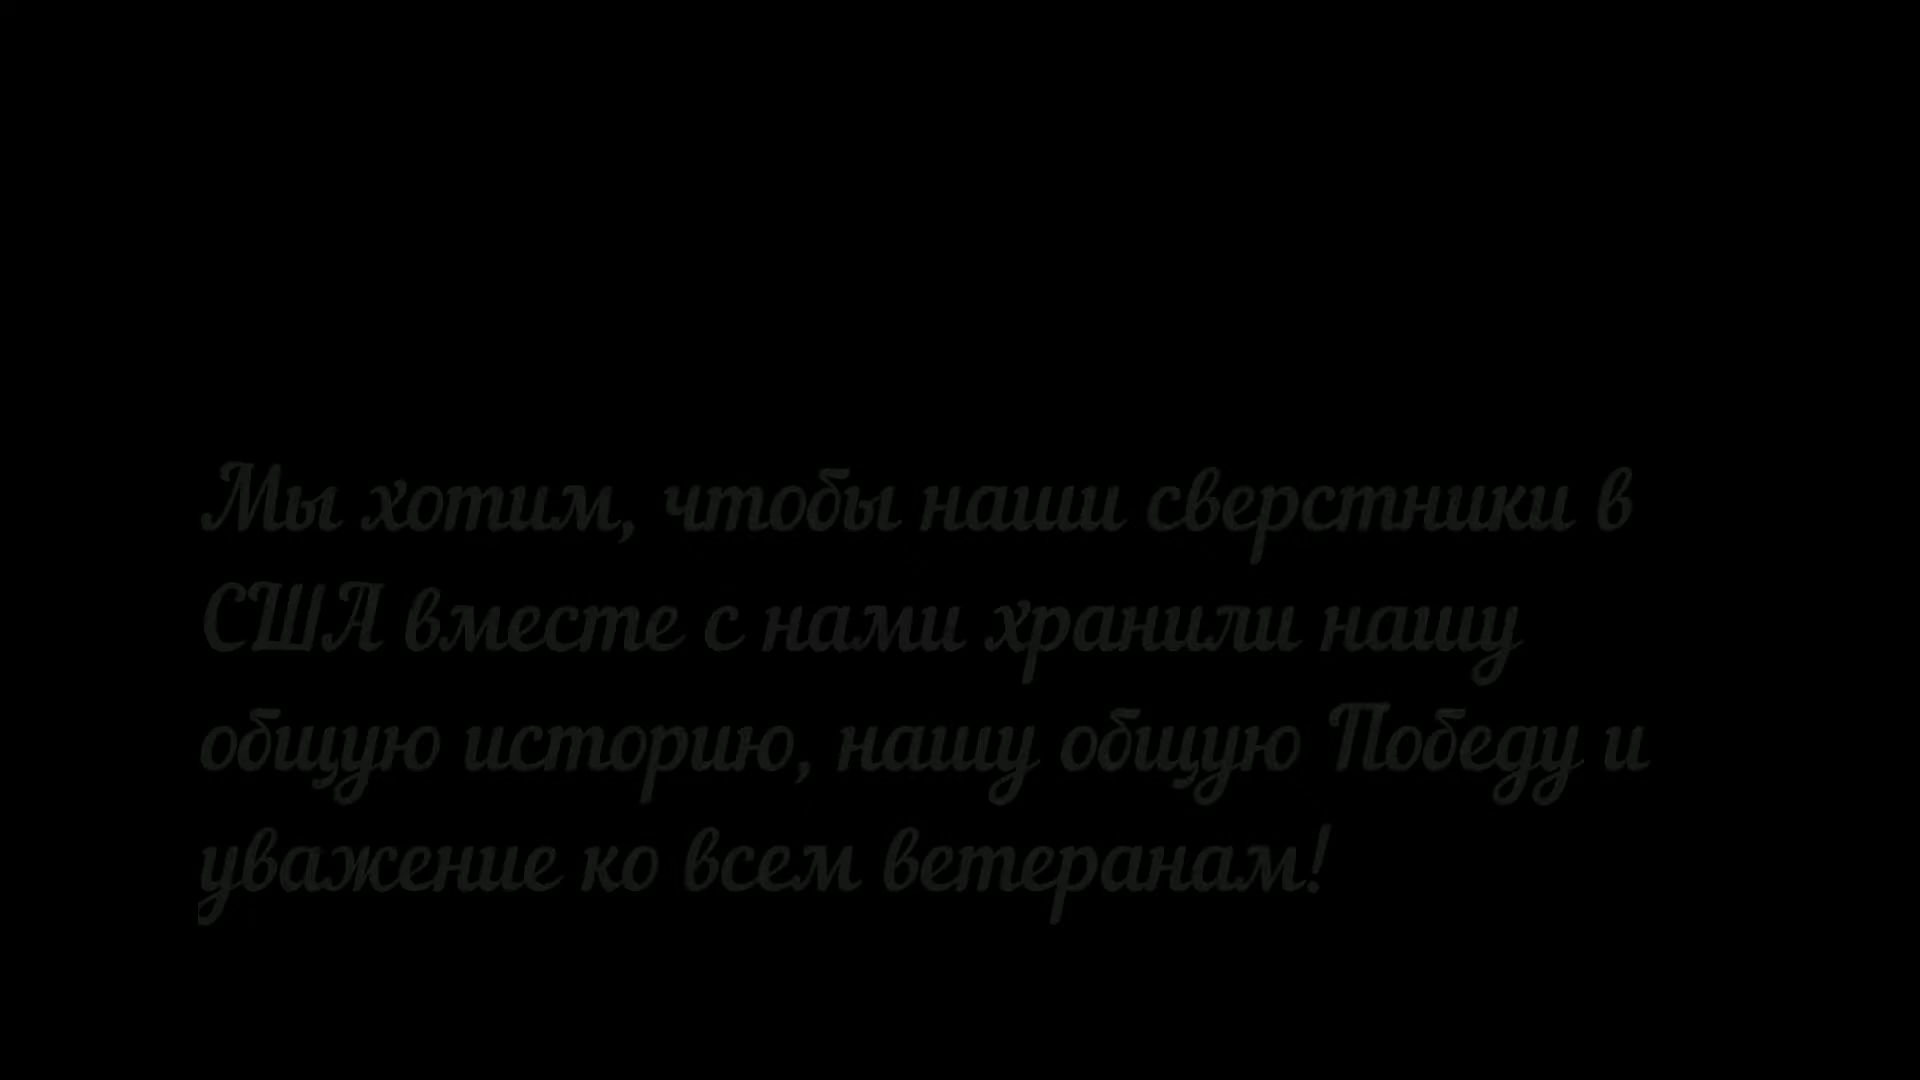 Мы хотим, чтобы наши сверстники в
США вместе с нами хранили нашу
общую историю, нашу общую Победу и
уважение ко всем ветеранам!